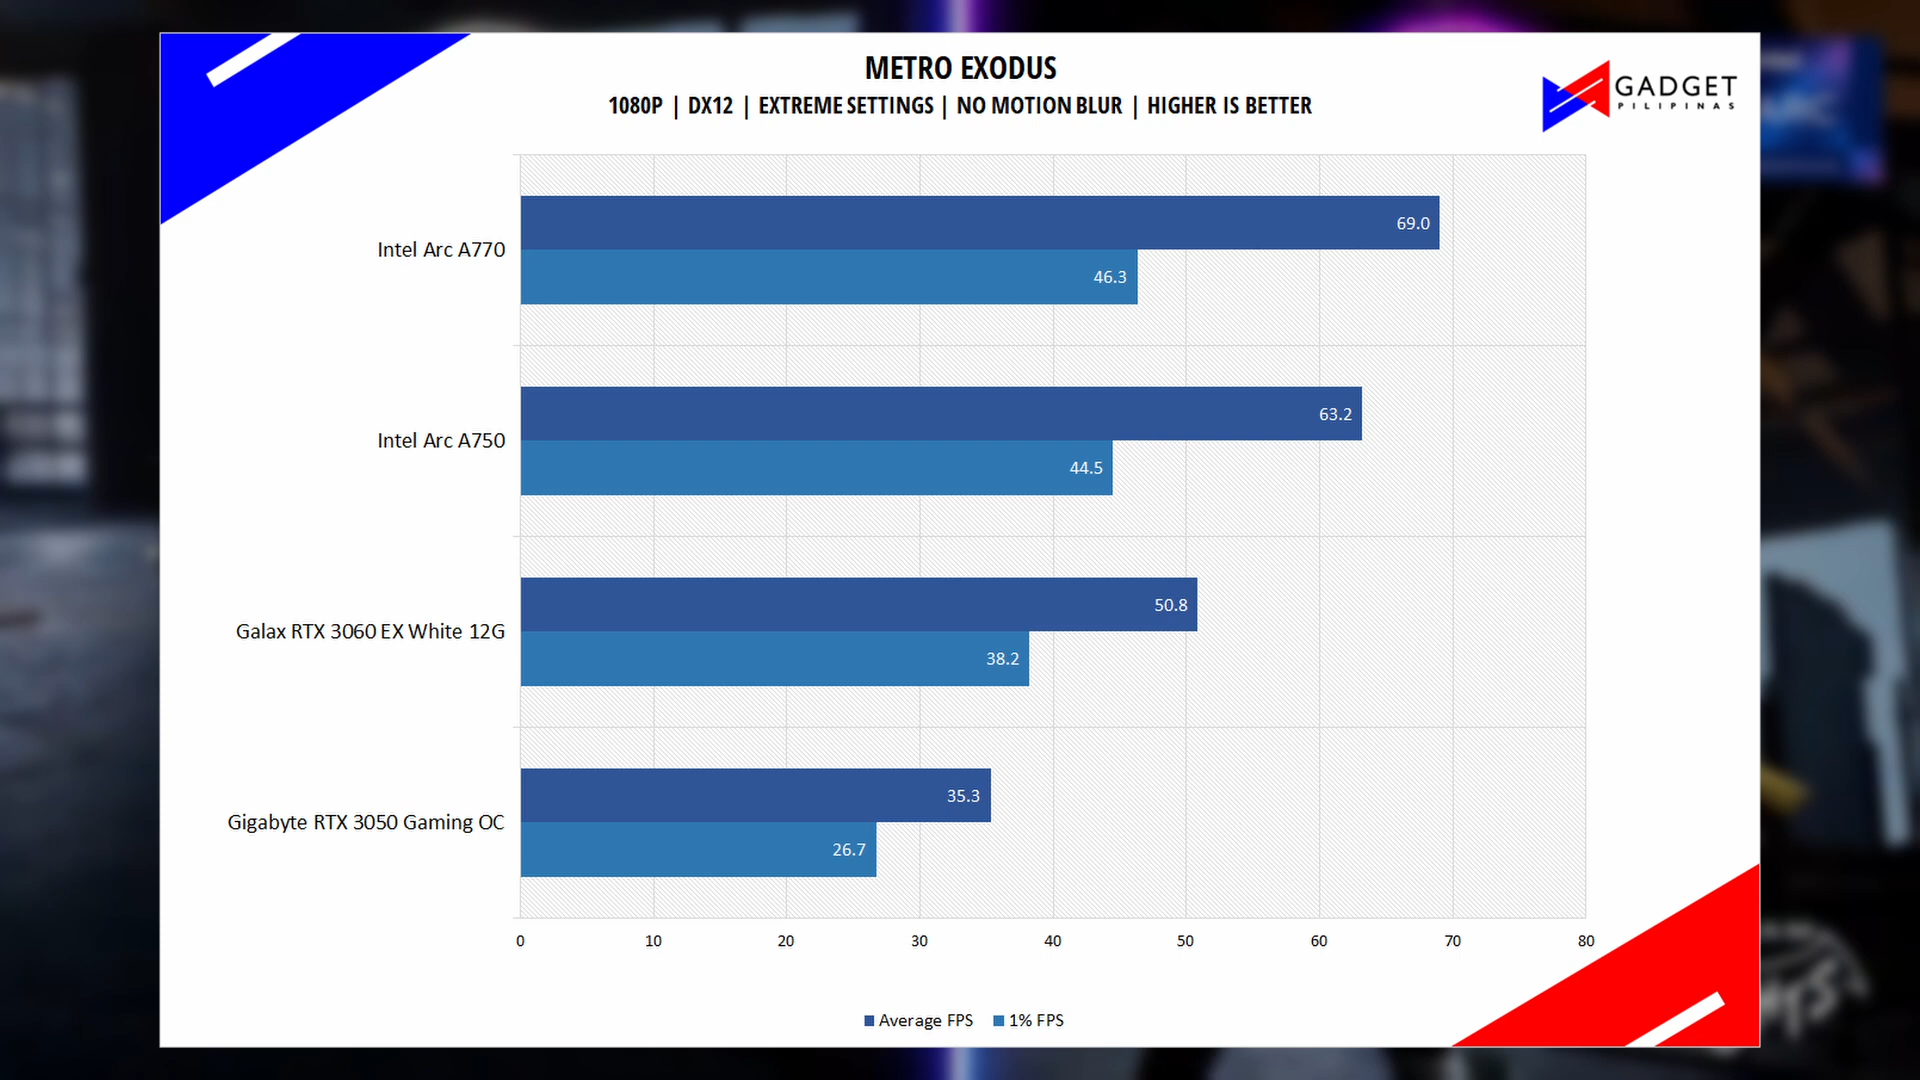 METRO EXODUS
1080P | DX12 | EXTREME SETTINGS | NO MOTION BLUR | HIGHER IS BETTER
GADGET
PILIPINAS
Intel Arc A770
69.0
46.3
Intel Arc A750
63.2
44.5
Galax RTX 3060 EX White 12G
50.8
38.2
Gigabyte RTX 3050 Gaming OC
35.3
26.7
0 10 20 30 40 50 60 70 80
Average FPS 1% FPS